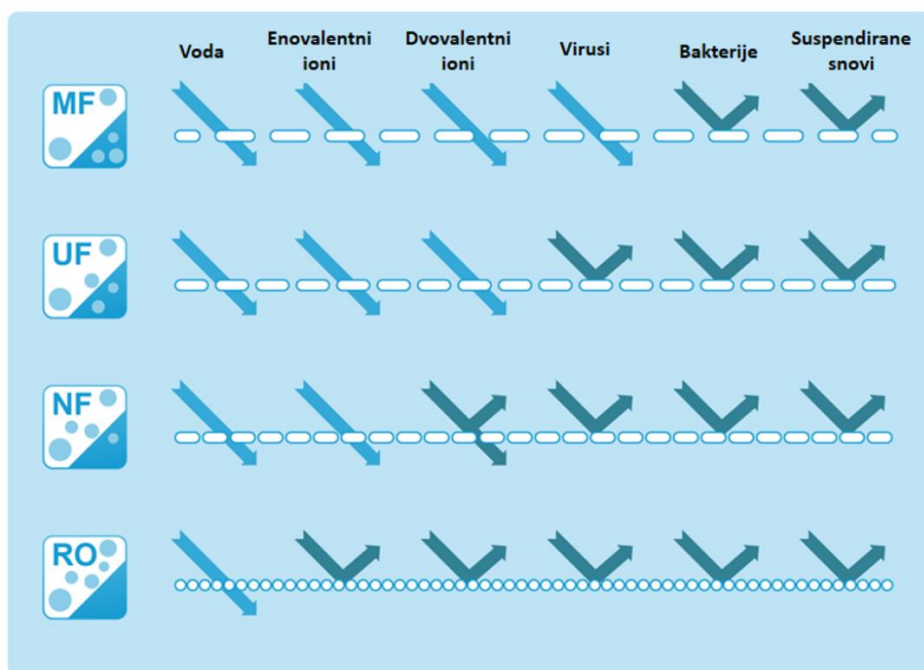 Voda
Enovalentni
ioni
Dvovalentni
ioni
Virusi
Bakterije
Suspendirane
snovi
MF
UF
NF
RO